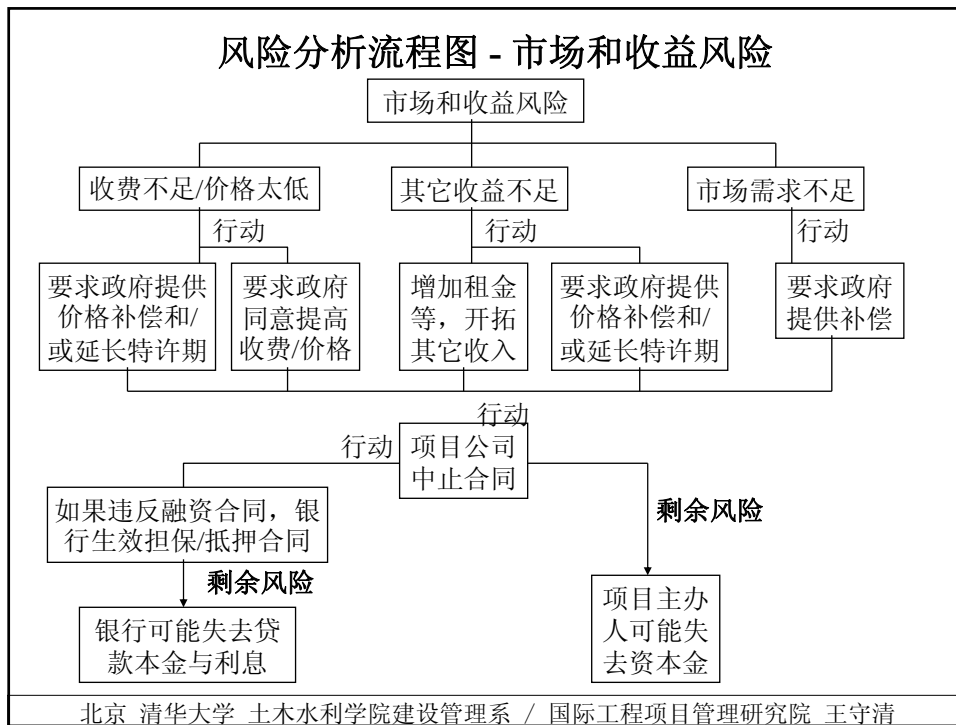 风险分析流程图 - 市场和收益风险
市场和收益风险
收费不足/价格太低
其它收益不足
市场需求不足
行动
行动
行动
要求政府提供
价格补偿和/
或延长特许期
要求政府
同意提高
收费/价格
增加租金
等，开拓
其它收入
要求政府提供
价格补偿和/
或延长特许期
要求政府
提供补偿
行动
行动
项目公司
中止合同
如果违反融资合同，银
行生效担保/抵押合同
剩余风险
剩余风险
银行可能失去贷
款本金与利息
项目主办
人可能失
去资本金
北京 清华大学 土木水利学院建设管理系 / 国际工程项目管理研究院 王守清